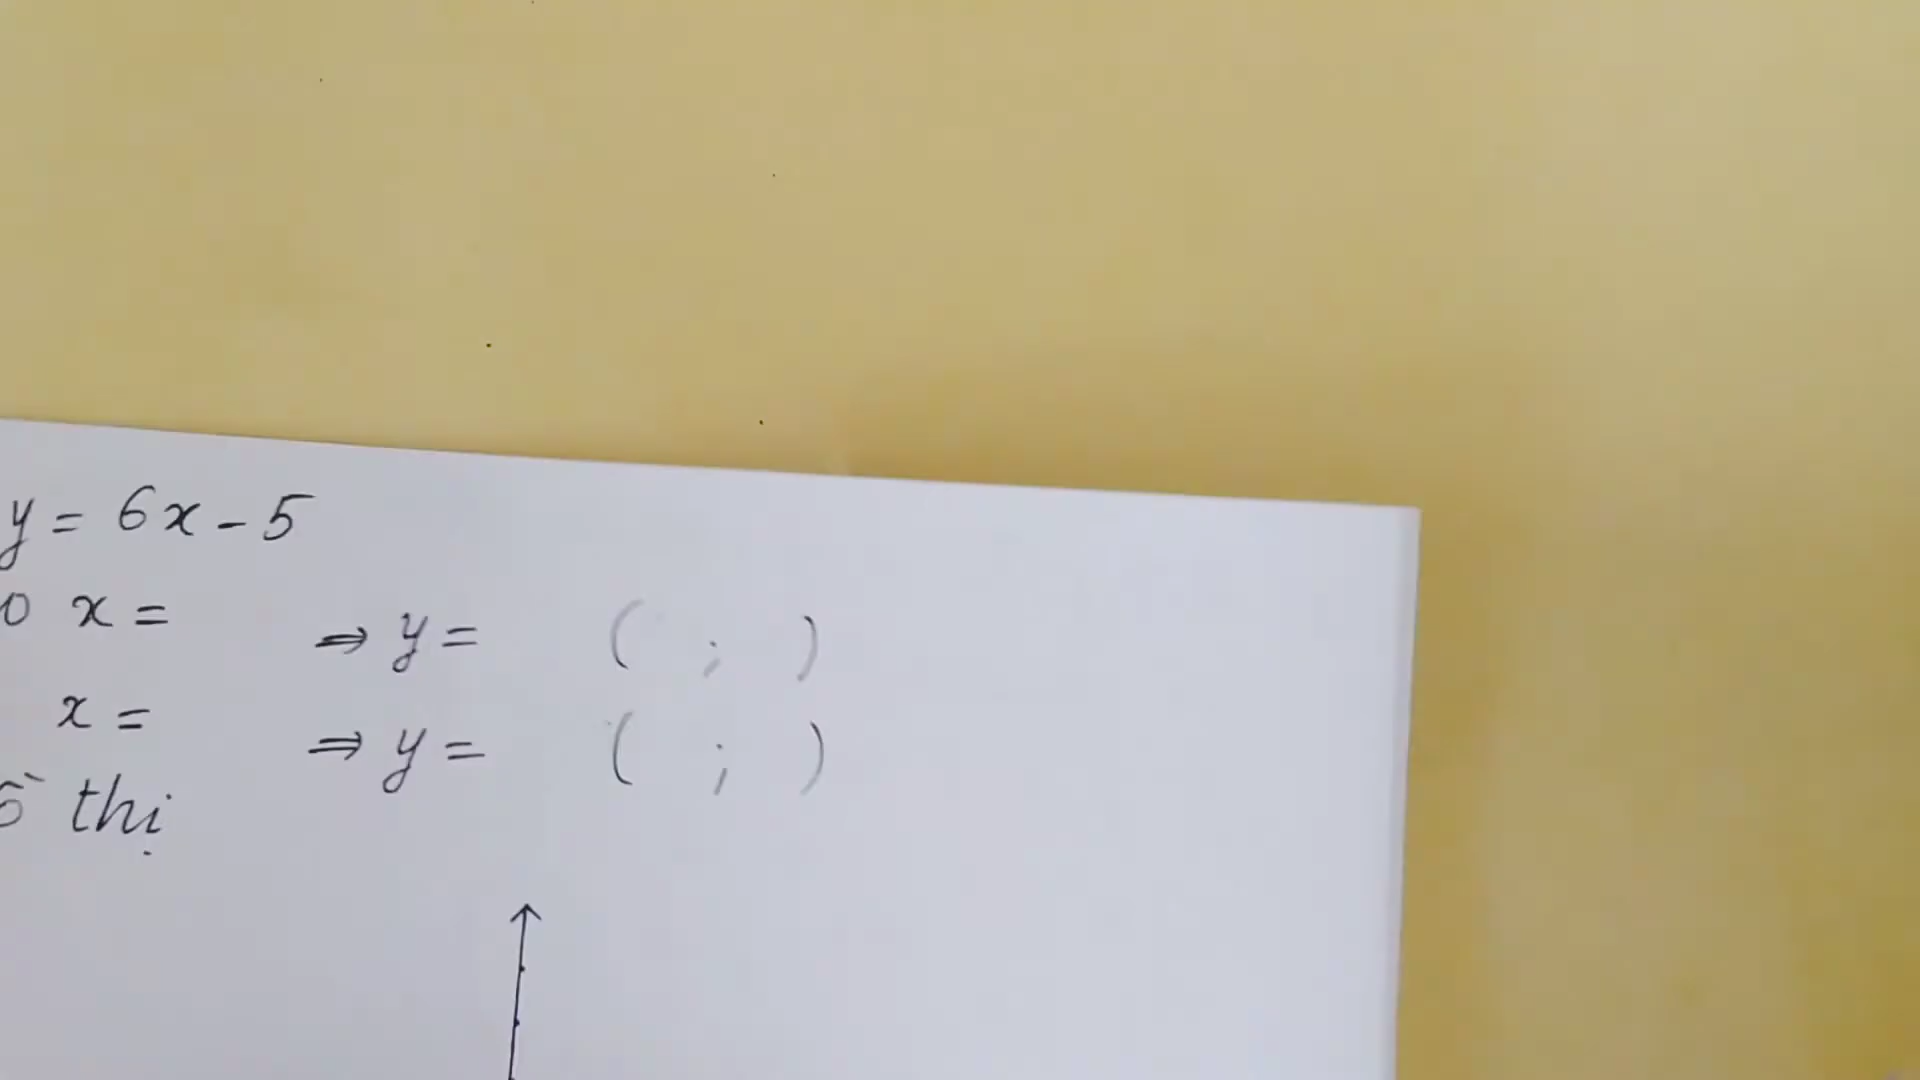 y = 6x - 5
x = ⇒ y = ( ; )
x = ⇒ y = ( ; )
thị